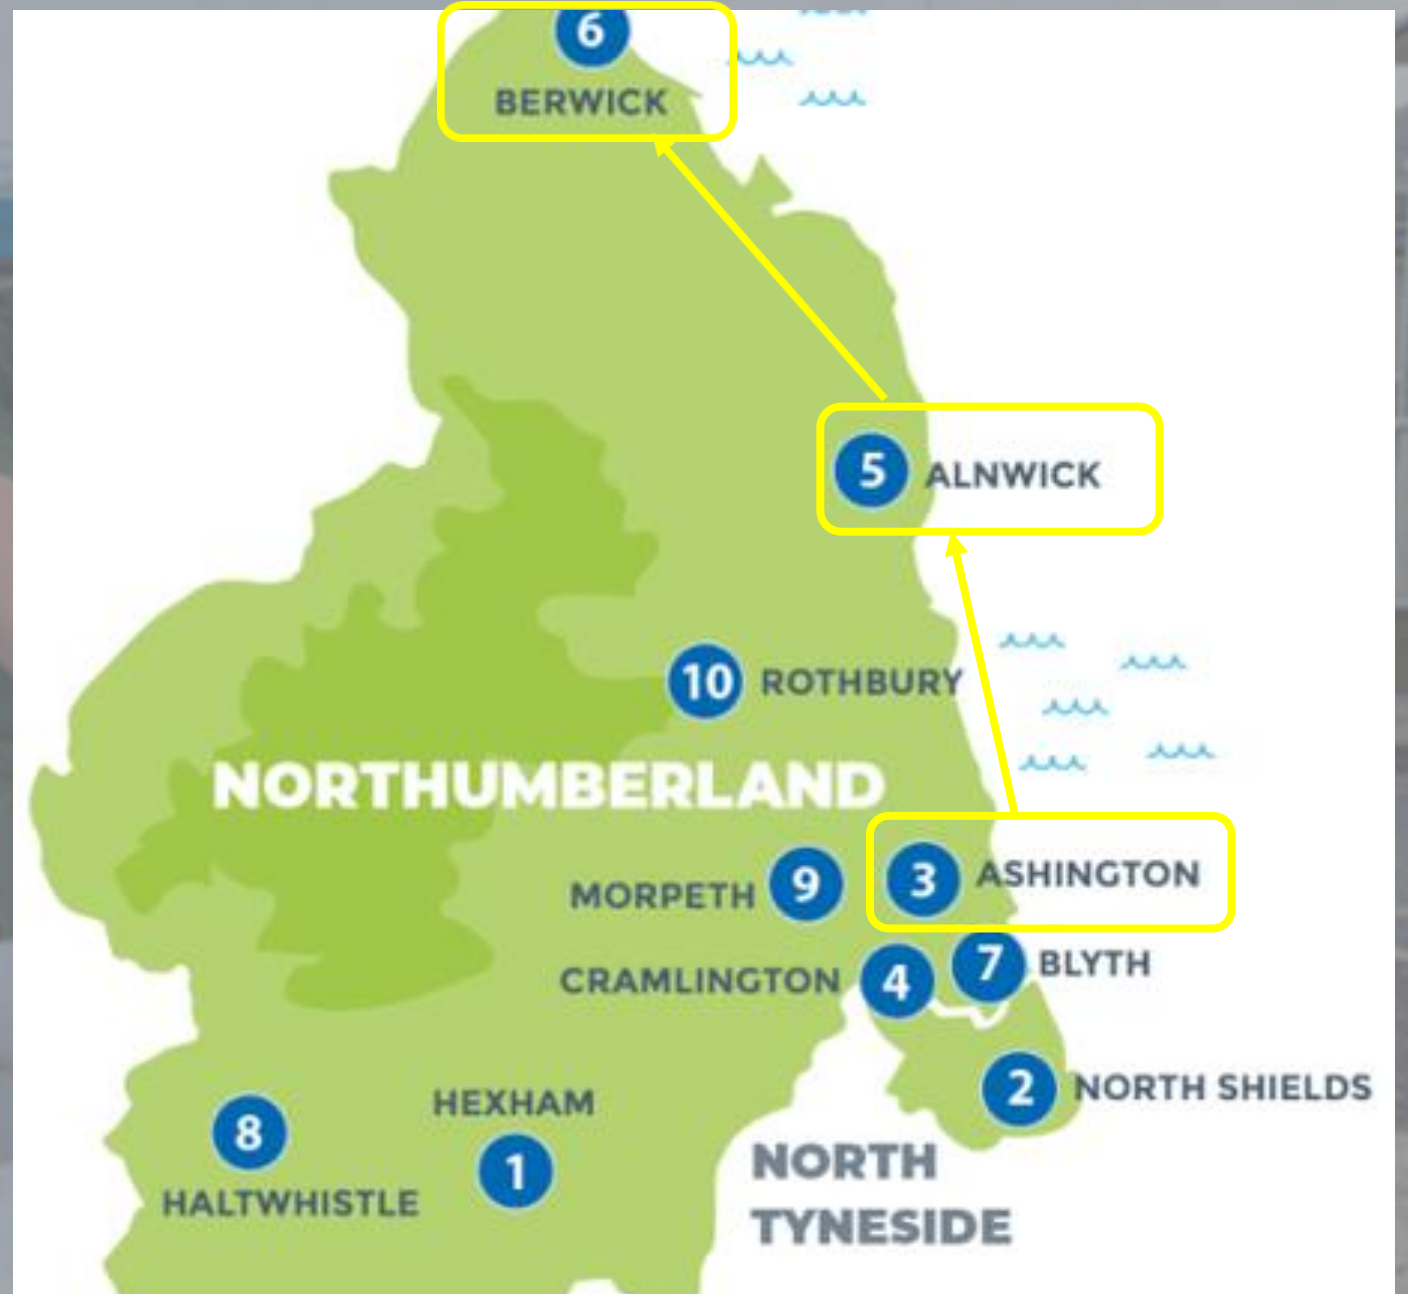 6
BERWICK
5 ALNWICK
10 ROTHBURY
NORTHUMBERLAND
MORPETH 9
3 ASHINGTON
CRAMLINGTON 4
7 BLYTH
2 NORTH SHIELDS
HEXHAM
1
8
HALTWHISTLE
NORTH
TYNESIDE